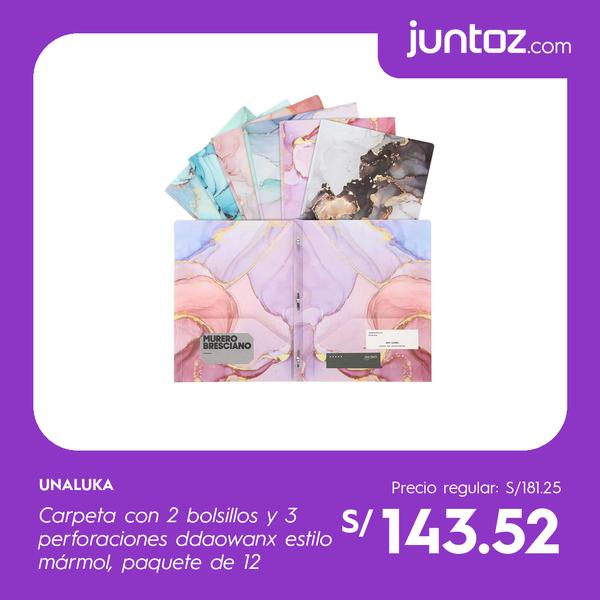 juntoz.com
MURERO
BRESCIANO
UNALUKA
Carpeta con 2 bolsillos y 3
perforaciones ddaowanx estilo
mármol, paquete de 12
Precio regular: S/181.25
S/143.52